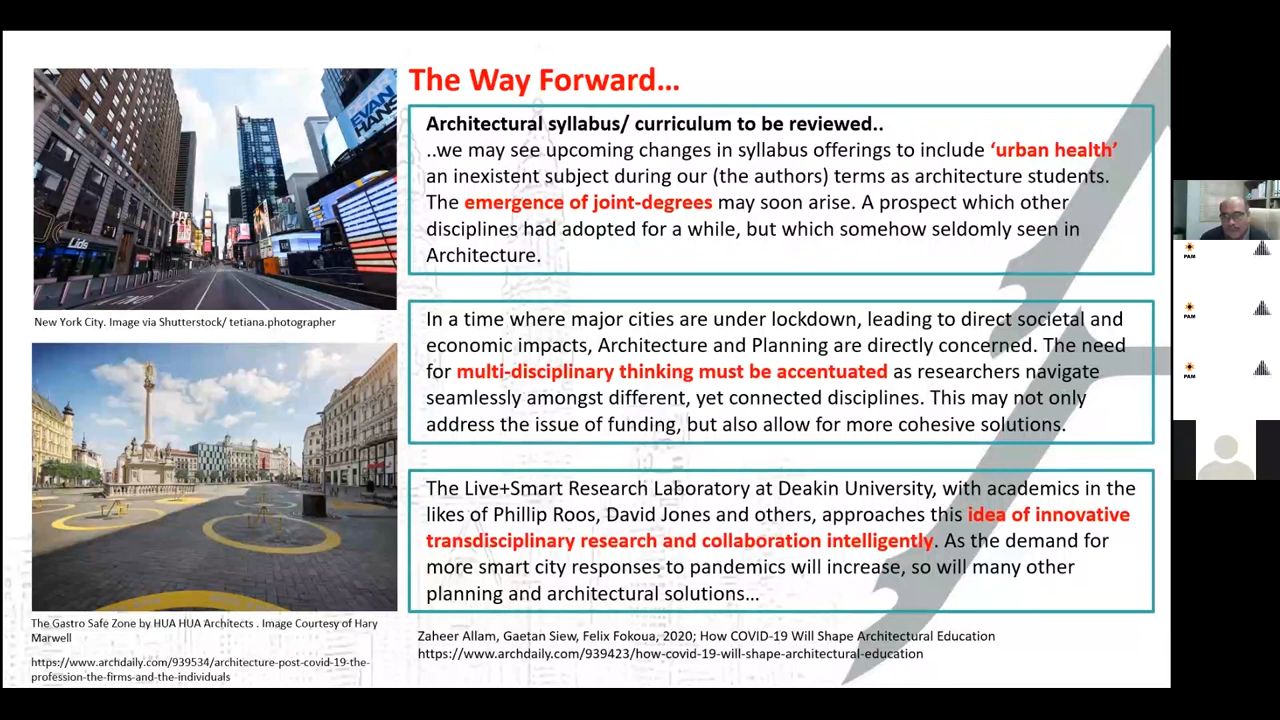 The Way Forward...
Architectural syllabus/ curriculum to be reviewed..
..we may see upcoming changes in syllabus offerings to include ‘urban health’
an inexistent subject during our (the authors) terms as architecture students.
The emergence of joint-degrees may soon arise. A prospect which other
disciplines had adopted for a while, but which somehow seldomly seen in
Architecture.
In a time where major cities are under lockdown, leading to direct societal and
economic impacts, Architecture and Planning are directly concerned. The need
for multi-disciplinary thinking must be accentuated as researchers navigate
seamlessly amongst different, yet connected disciplines. This may not only
address the issue of funding, but also allow for more cohesive solutions.
The Live+Smart Research Laboratory at Deakin University, with academics in the
likes of Phillip Roos, David Jones and others, approaches this idea of innovative
transdisciplinary research and collaboration intelligently. As the demand for
more smart city responses to pandemics will increase, so will many other
planning and architectural solutions...
Zaheer Allam, Gaetan Siew, Felix Fokoua, 2020; How COVID-19 Will Shape Architectural Education
https://www.archdaily.com/939423/how-covid-19-will-shape-architectural-education
EVAN
HANS
Lids
New York City. Image via Shutterstock/ tetiana.photographer
The Gastro Safe Zone by HUA HUA Architects . Image Courtesy of Hary
Marwell
https://www.archdaily.com/939534/architecture-post-covid-19-the-
profession-the-firms-and-the-individuals
PAM
PAM
PAM